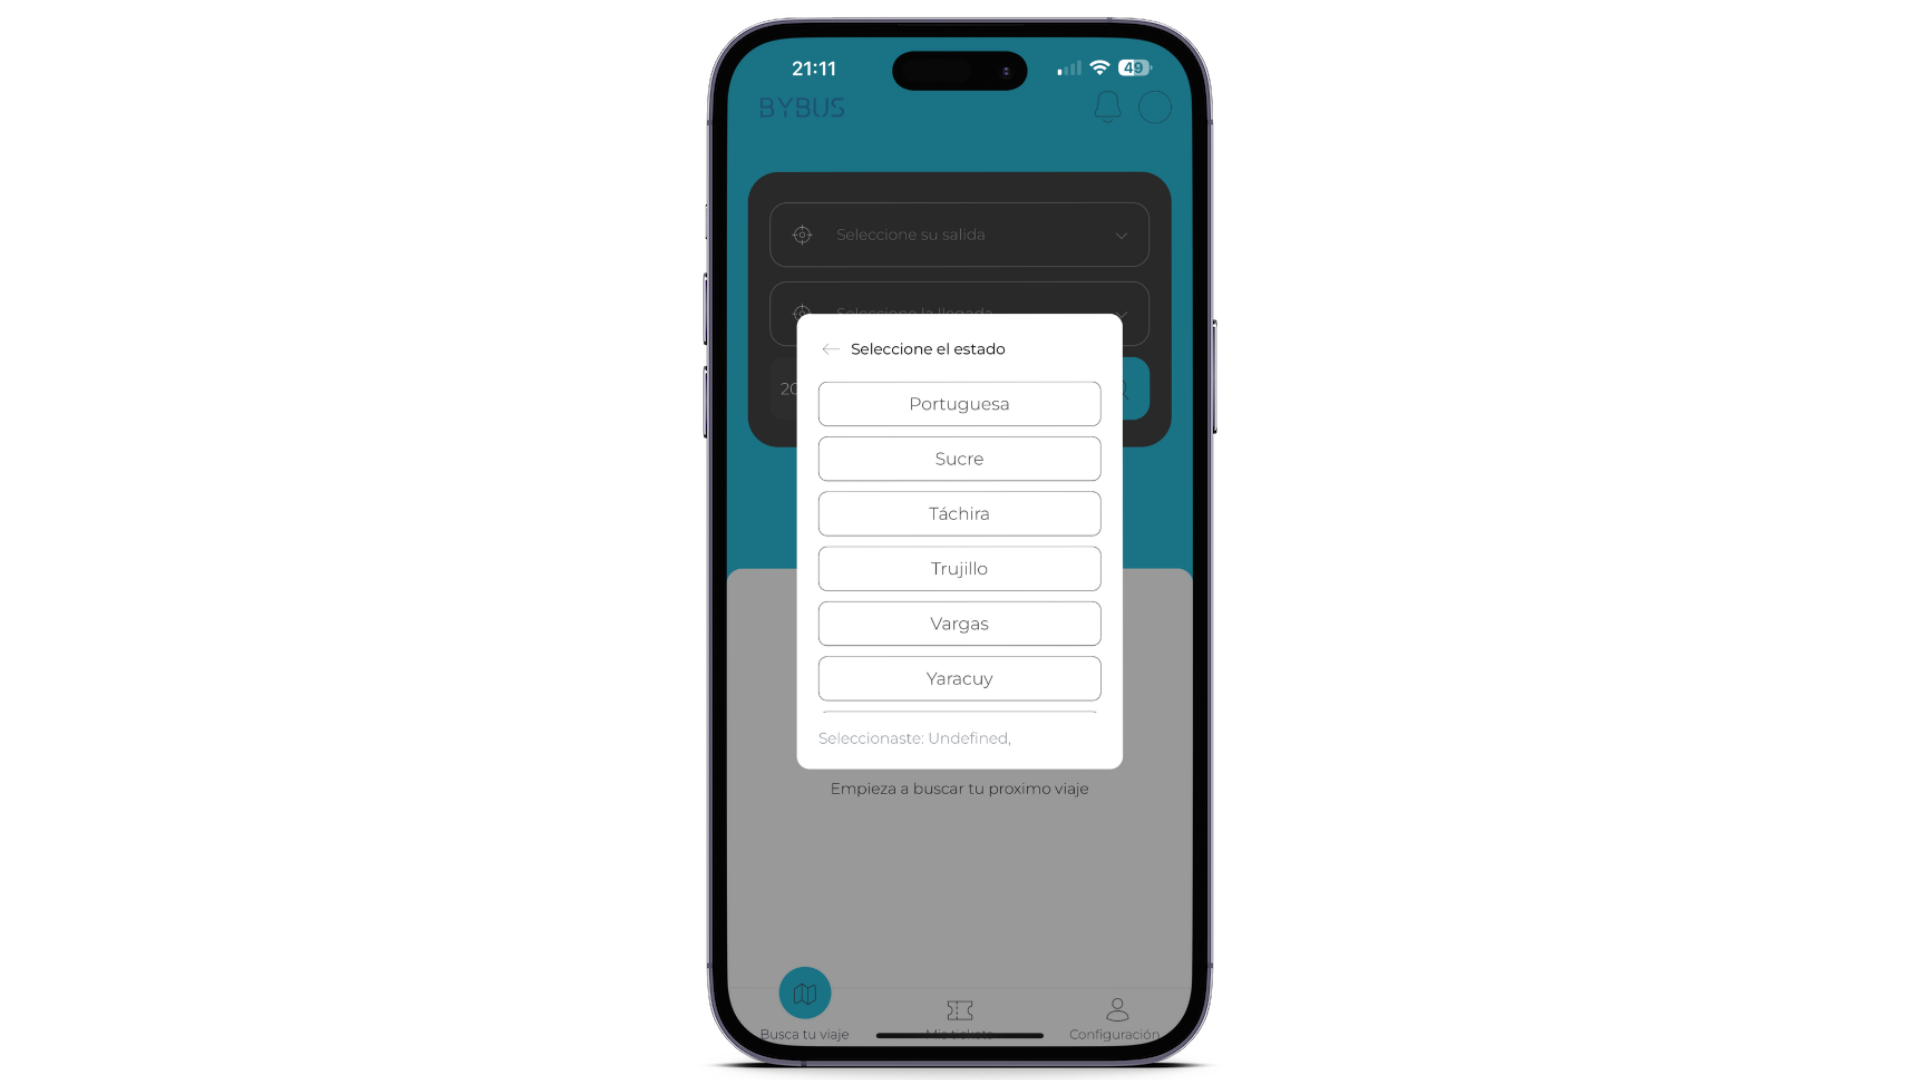 21:11
49
BYBUS
Seleccione su salida
Seleccione la llegada
20
Seleccione el estado
Portuguesa
Sucre
Táchira
Trujillo
Vargas
Yaracuy
Seleccionaste: Undefined,
Empieza a buscar tu proximo viaje
Busca tu viaje
Mis tickets
Configuración